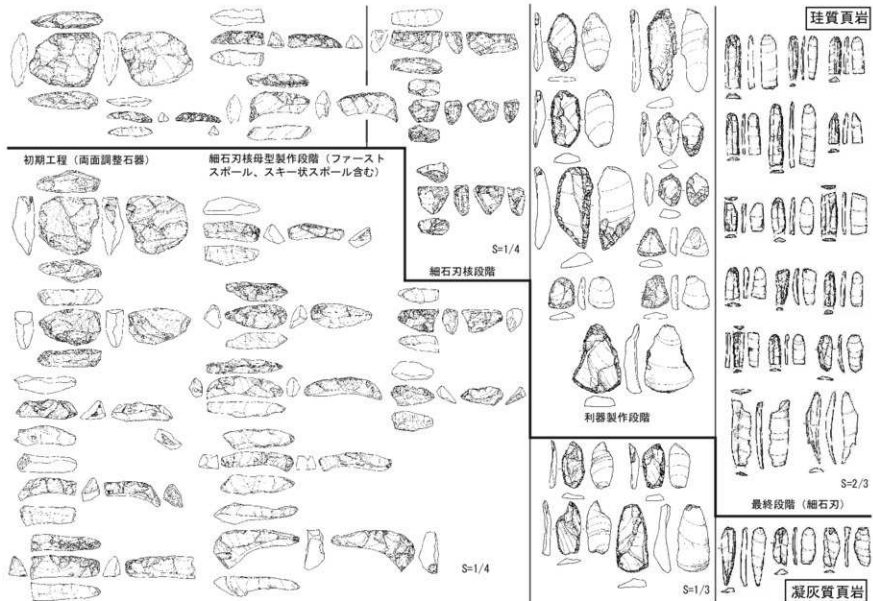 珪質頁岩
初期工程（両面調整石器）
細石刃核母型製作段階（ファースト
スポール、スキー状スポール含む）
S=1/4
細石刃核段階
利器製作段階
S=2/3
最終段階（細石刃）
S=1/4
S=1/3
凝灰質頁岩